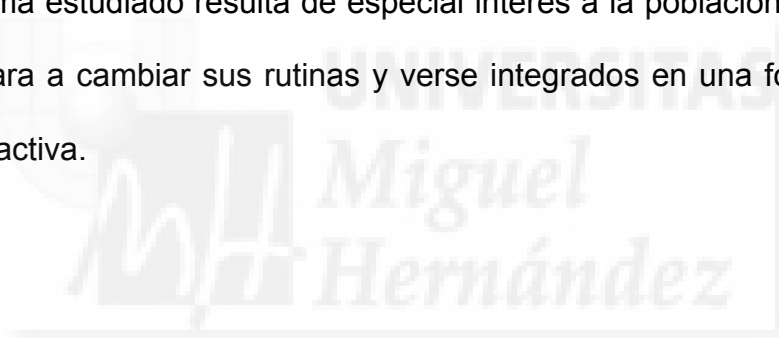 ma estudiado resulta de especial interés a la población
ara a cambiar sus rutinas y verse integrados en una fo
activa.
UNIVERSITAS
Miguel
Hernández